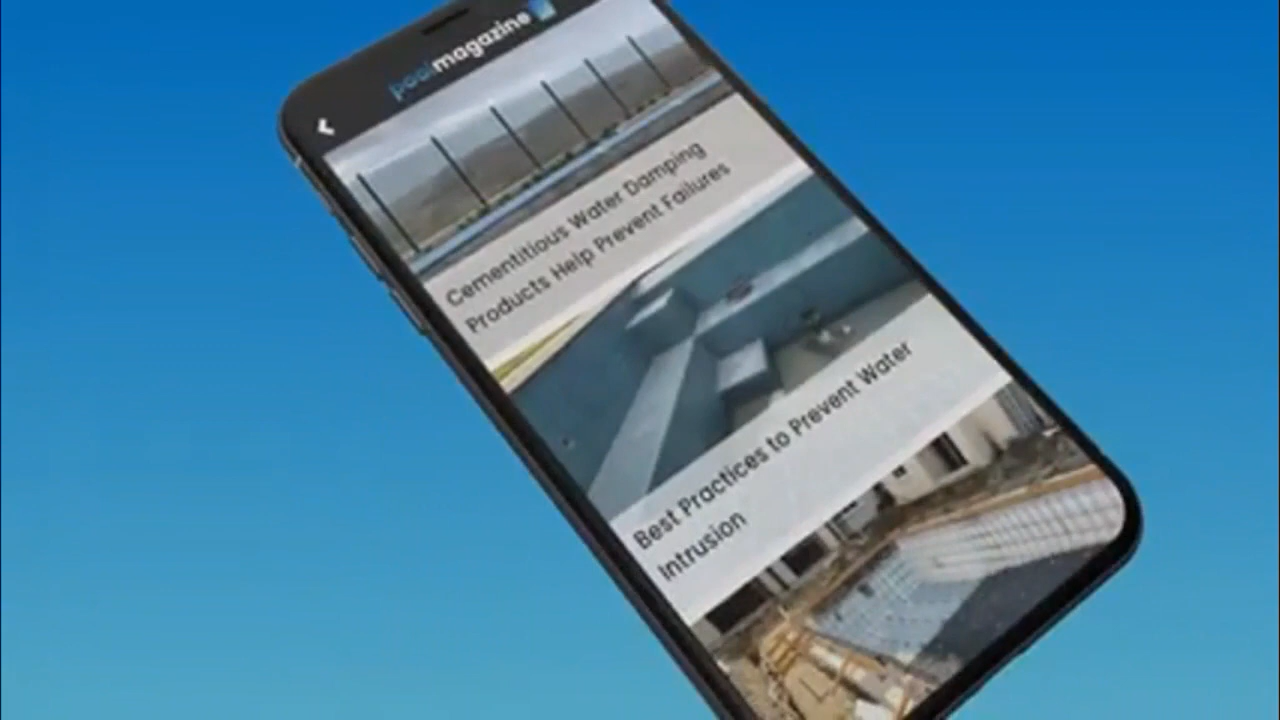 poolmagazine
Cementitious Water Damping
Products Help Prevent Failures
Best Practices to Prevent Water
Intrusion